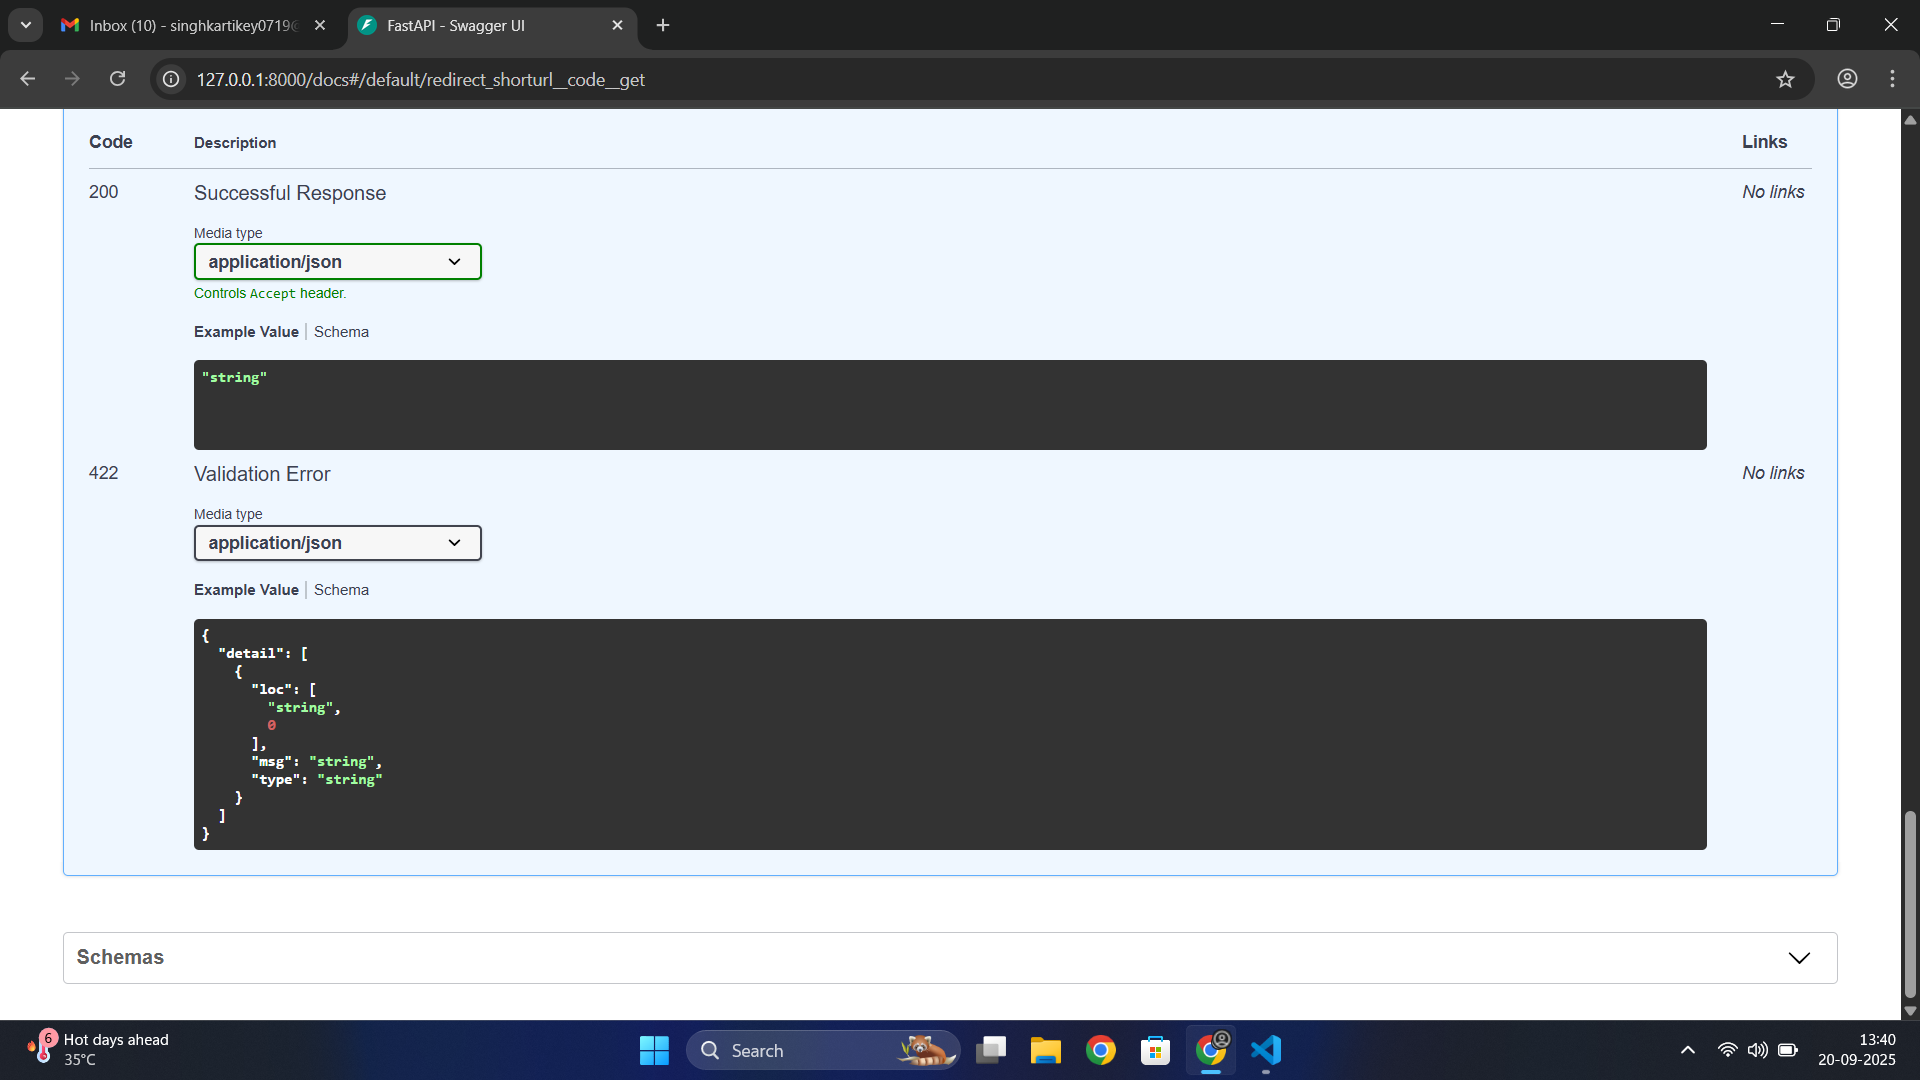 Inbox (10) - singhkartikey0719@
FastAPI - Swagger UI
127.0.0.1:8000/docs#/default/redirect_shorturl__code__get
Code Description Links
200 Successful Response No links
Media type
application/json
Controls Accept header.
Example Value Schema
"string"
422 Validation Error No links
Media type
application/json
Example Value Schema
{
"detail": [
{
"loc": [
"string",
0
],
"msg": "string",
"type": "string"
}
]
}
Schemas
6
Hot days ahead
35°C
Search
13:40
20-09-2025